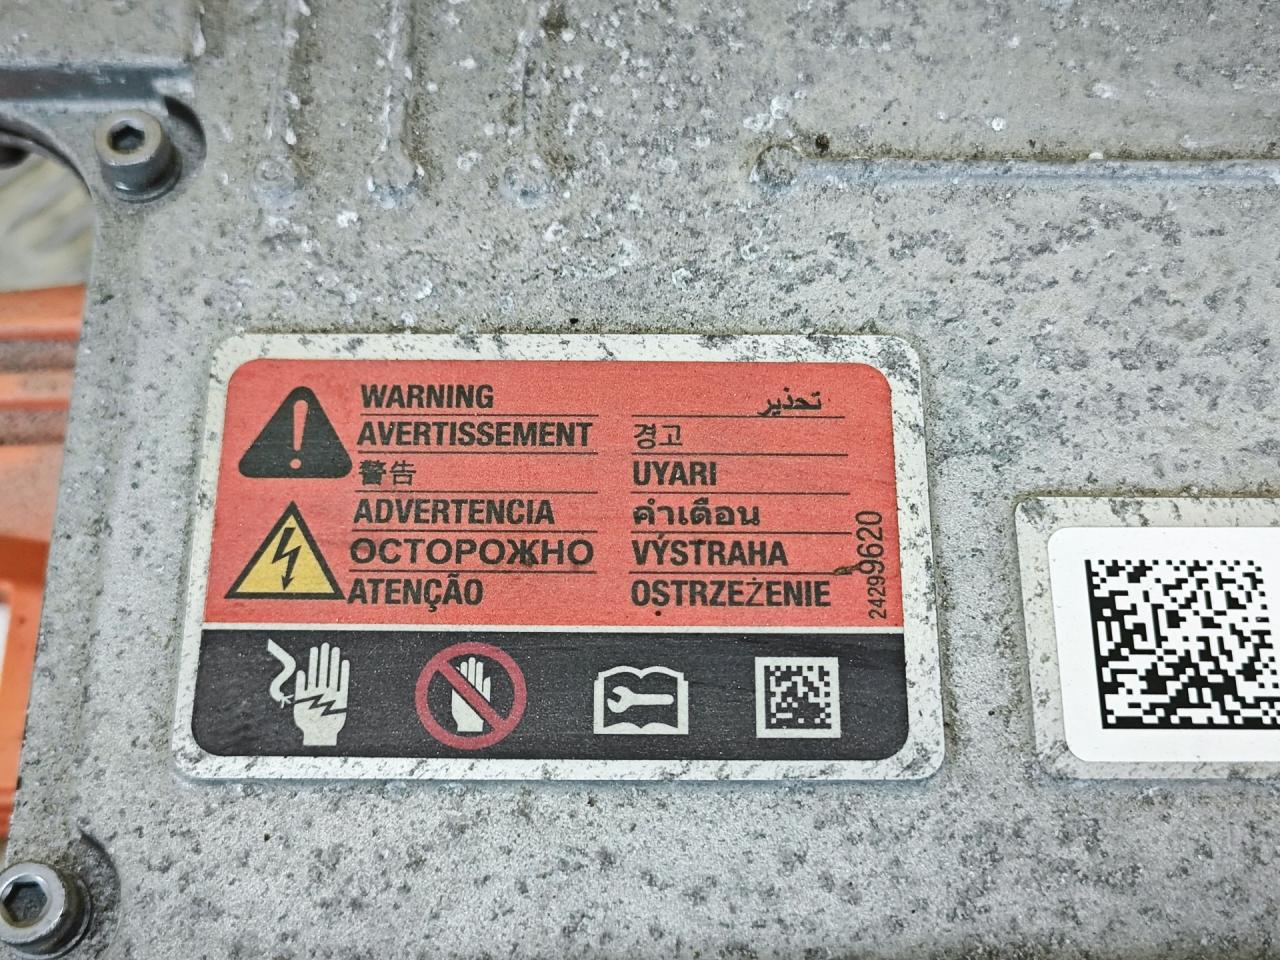 WARNING
AVERTISSEMENT
警告
ADVERTENCIA
ОСТОРОЖНО
ATENÇÃO
تحذير
경고
UYARI
คำเตือน
VÝSTRAHA
OSTRZEŻENIE
24299620